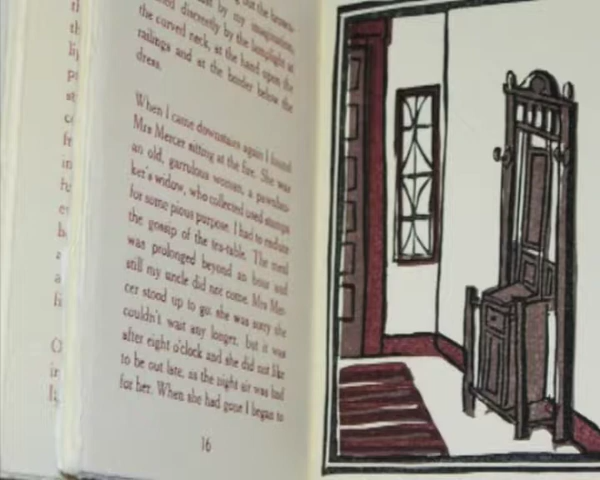 out the brown-
by my imagination,
discreetly by the lamplight at
the curved neck, at the hand upon the
railings and at the border below the
dress.
When I came downstairs again I found
Mrs Mercer sitting at the fire. She was
an old, garrulous woman, a pawnbro-
ker's widow, who collected used stamps
for some pious purpose. I had to endure
the gossip of the tea-table. The meal
was prolonged beyond an hour and
still my uncle did not come. Mrs Mer-
cer stood up to go: she was sorry she
couldn't wait any longer, but it was
after eight o'clock and she did not like
to be out late, as the night air was bad
for her. When she had gone I began to
16